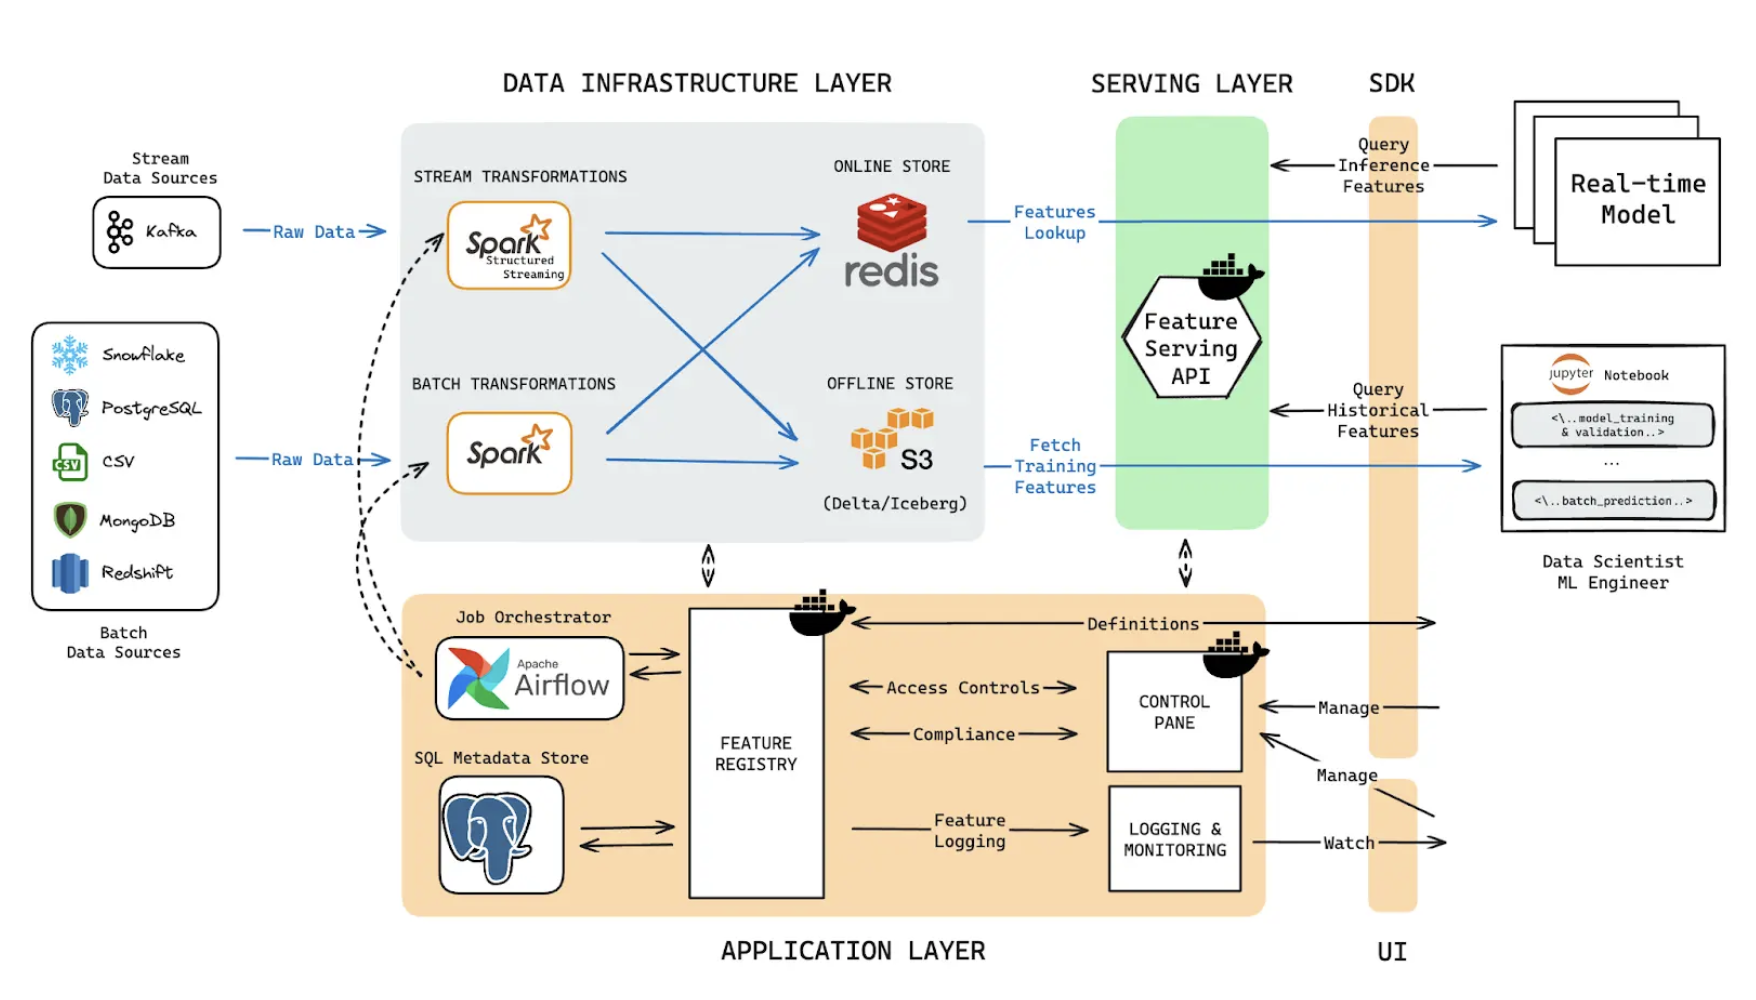 DATA INFRASTRUCTURE LAYER
SERVING LAYER
SDK
Stream
Data Sources
Kafka
Raw Data
STREAM TRANSFORMATIONS
Spark
Structured
Streaming
ONLINE STORE
redis
Features
Lookup
Query
Inference
Features
Real-time
Model
Snowflake
PostgreSQL
CSV
CSV
MongoDB
Redshift
Batch
Data Sources
Raw Data
BATCH TRANSFORMATIONS
Spark
OFFLINE STORE
S3
(Delta/Iceberg)
Fetch
Training
Features
Feature
Serving
API
Query
Historical
Features
jupyter
Notebook
<\..model_training
& validation..>
...
<\..batch_prediction..>
Data Scientist
ML Engineer
Job Orchestrator
Apache
Airflow
SQL Metadata Store
FEATURE
REGISTRY
Definitions
Access Controls
Compliance
Feature
Logging
CONTROL
PANE
LOGGING &
MONITORING
Manage
Manage
Watch
APPLICATION LAYER
UI